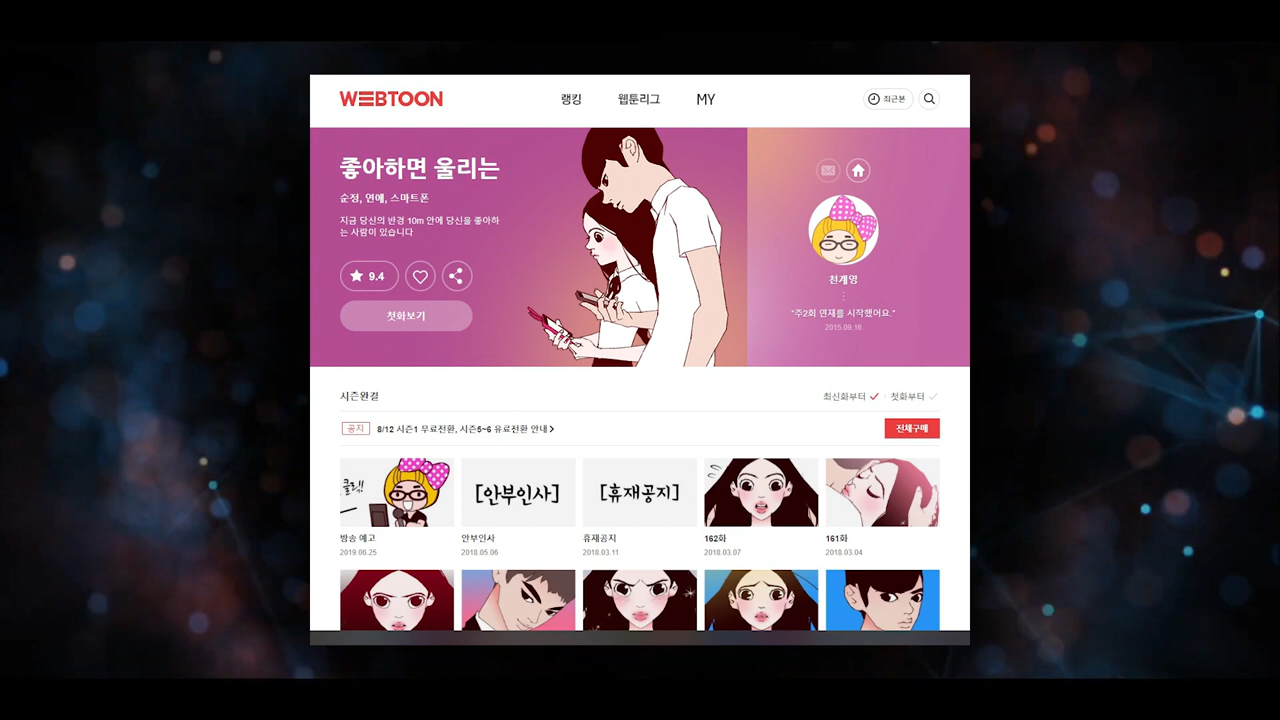 WEBTOON
랭킹
웹툰리그
MY
최근본
좋아하면 울리는
순정, 연애, 스마트폰
지금 당신의 반경 10m 안에 당신을 좋아하
는 사람이 있습니다
9.4
첫화보기
천계영
"주2회 연재를 시작했어요."
2015.09.16
시즌완결
최신화부터
첫화부터
공지
8/12 시즌1 무료전환, 시즌5~6 유료전환 안내
전체구매
[안부인사]
[휴재공지]
방송 예고
안부인사
휴재공지
162화
161화
2019.06.25
2018.05.06
2018.03.11
2018.03.07
2018.03.04